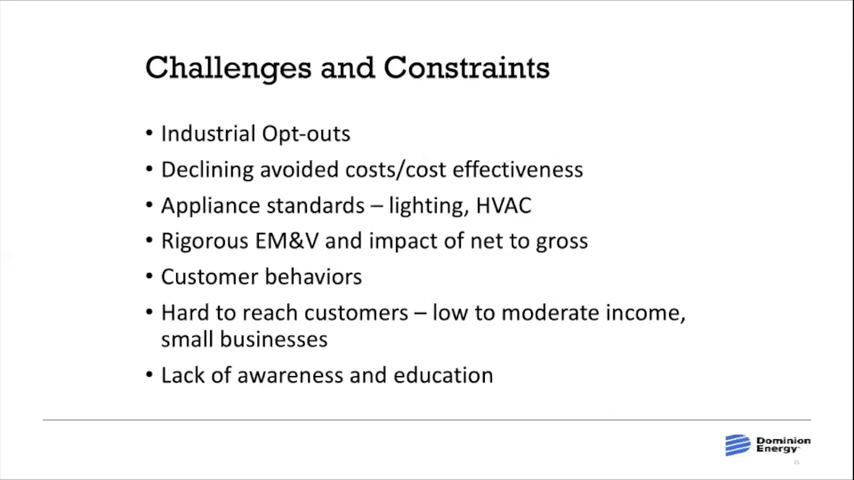 Challenges and Constraints
• Industrial Opt-outs
• Declining avoided costs/cost effectiveness
• Appliance standards – lighting, HVAC
• Rigorous EM&V and impact of net to gross
• Customer behaviors
• Hard to reach customers – low to moderate income,
small businesses
• Lack of awareness and education
Dominion
Energy